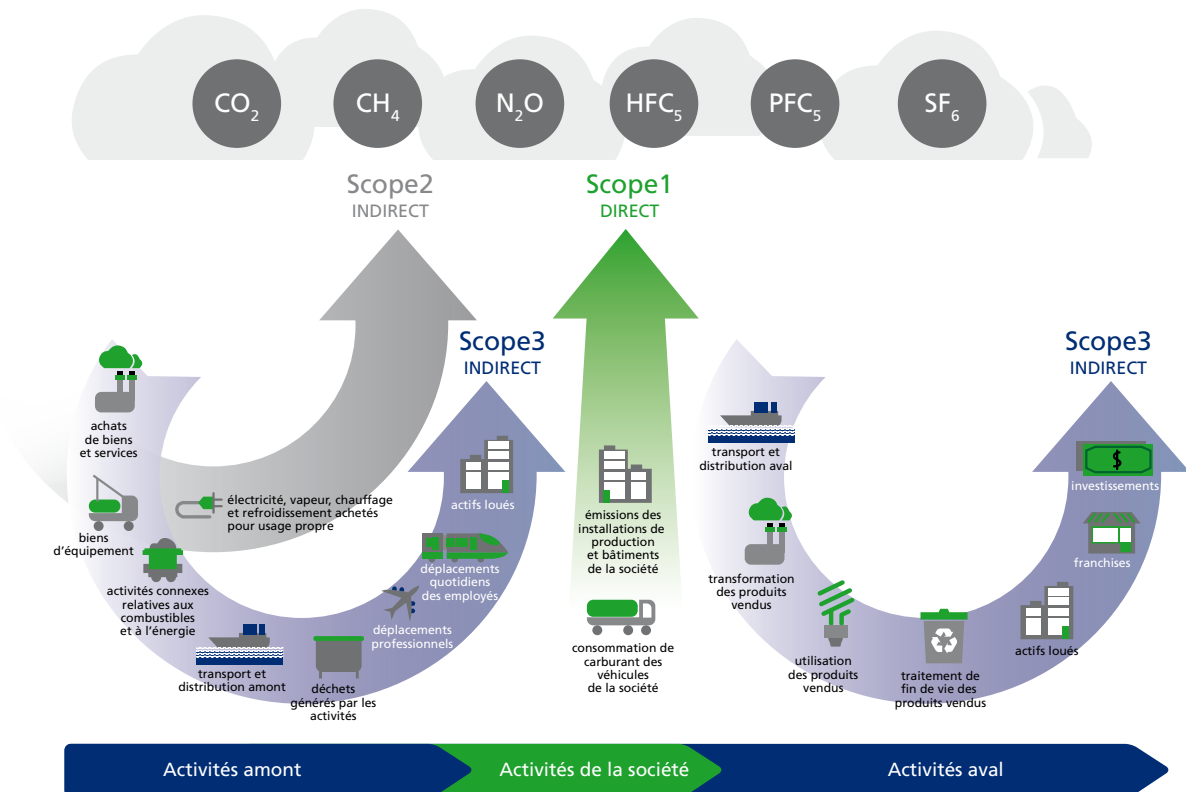 CO₂
CH₄
N₂O
HFC₅
PFC₅
SF₆
Scope2
INDIRECT
Scope1
DIRECT
Scope3
INDIRECT
Scope3
INDIRECT
achats
de biens
et services
biens
d’équipement
électricité, vapeur, chauffage
et refroidissement achetés
pour usage propre
activités connexes
relatives aux
combustibles
et à l’énergie
transport et
distribution amont
déchets
générés par les
activités
déplacements
professionnels
déplacements
quotidiens
des employés
actifs loués
émissions des
installations de
production
et bâtiments
de la société
consommation de
carburant des
véhicules
de la société
transport et
distribution aval
transformation
des produits
vendus
utilisation
des produits
vendus
traitement de
fin de vie des
produits vendus
actifs loués
franchises
$
investissements
Activités amont
Activités de la société
Activités aval